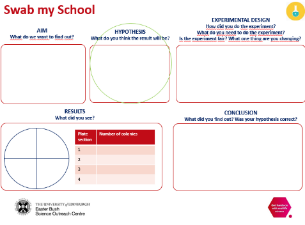 Swab my School
AIM
What do we want to find out?
HYPOTHESIS
What do you think the result will be?
EXPERIMENTAL DESIGN
How did you do the experiment?
What do you need to do the experiment?
Is the experiment fair? What one thing are you changing?
RESULTS
What did you see?
Plate section
Number of colonies
1
2
3
4
CONCLUSION
What did you find out? Was your hypothesis correct?
THE UNIVERSITY of EDINBURGH
Easter Bush
Science Outreach Centre